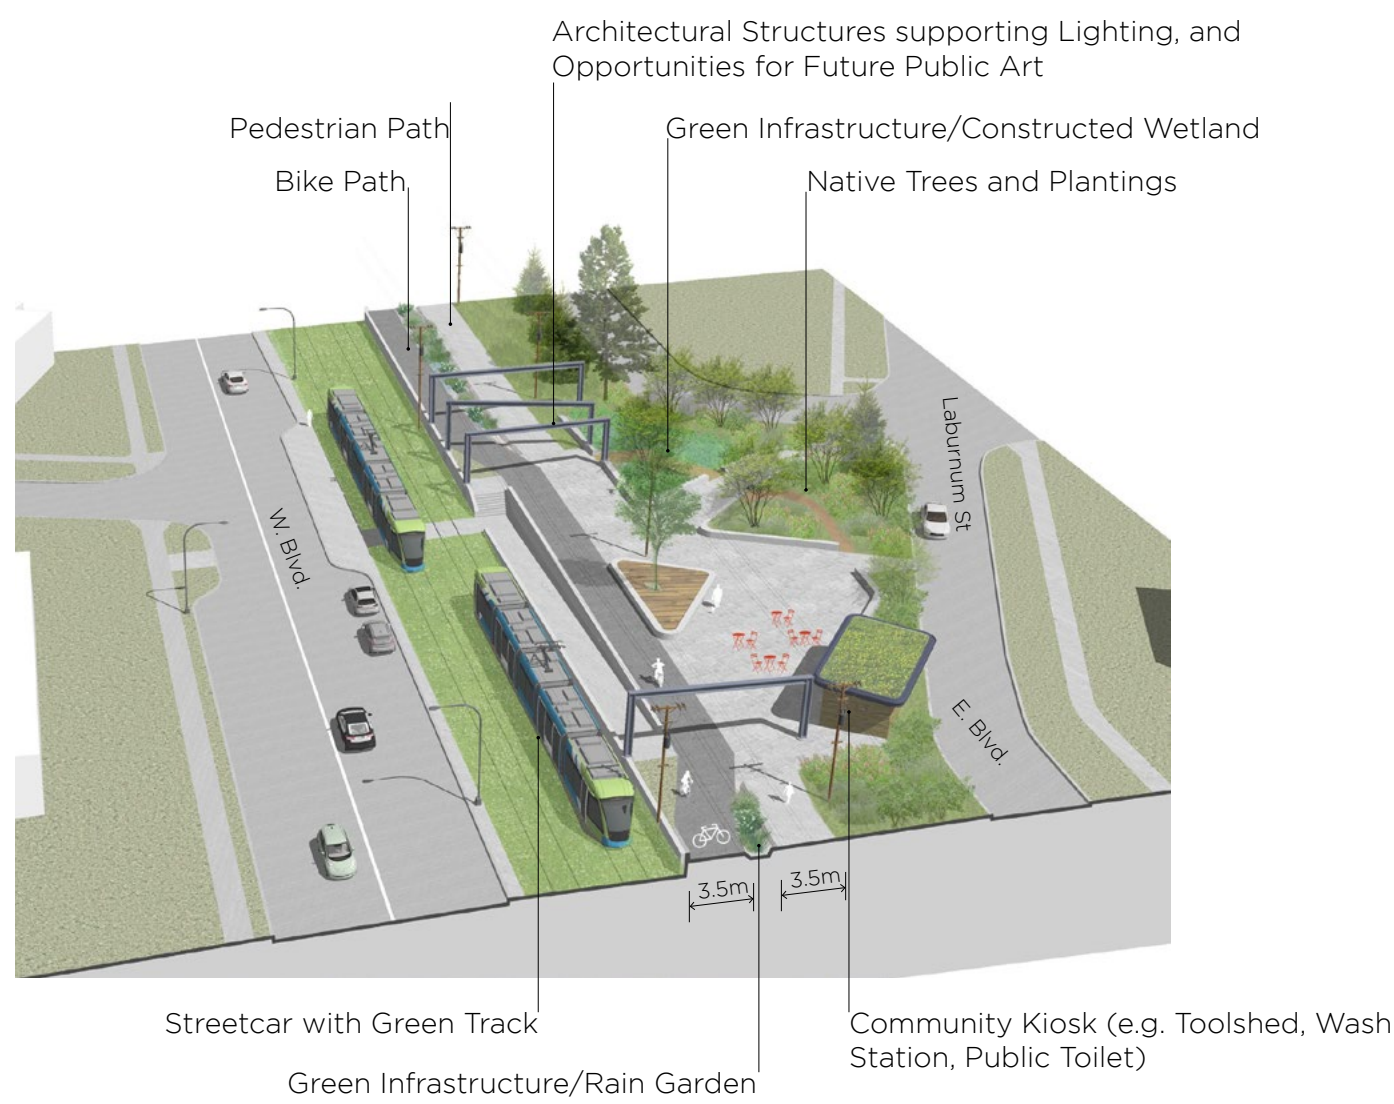 Architectural Structures supporting Lighting, and
Opportunities for Future Public Art
Pedestrian Path
Green Infrastructure/Constructed Wetland
Bike Path
Native Trees and Plantings
Laburnum St
W. Blvd.
E. Blvd.
3.5m
3.5m
Streetcar with Green Track
Community Kiosk (e.g. Toolshed, Wash
Station, Public Toilet)
Green Infrastructure/Rain Garden